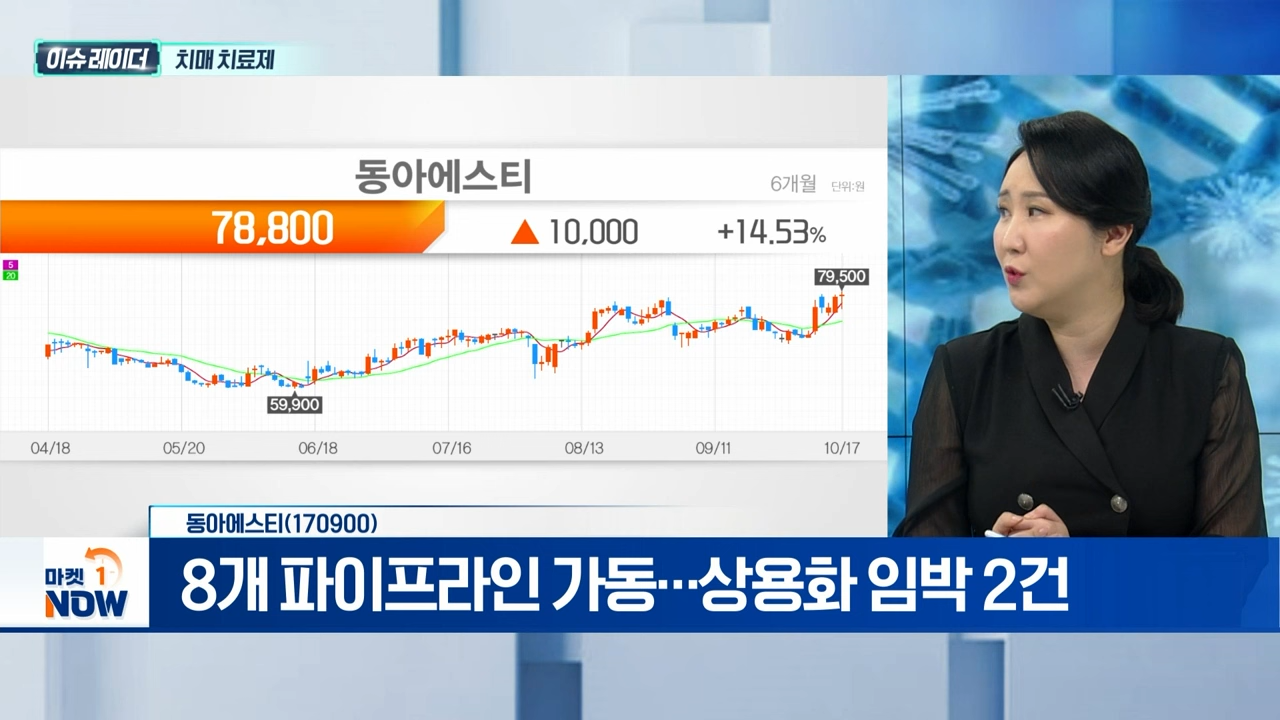 이슈 레이더 치매 치료제
동아에스티
6개월 단위:원
78,800 ▲ 10,000 +14.53%
5
20
79,500
59,900
04/18 05/20 06/18 07/16 08/13 09/11 10/17
동아에스티(170900)
마켓 1
NOW
8개 파이프라인 가동…상용화 임박 2건